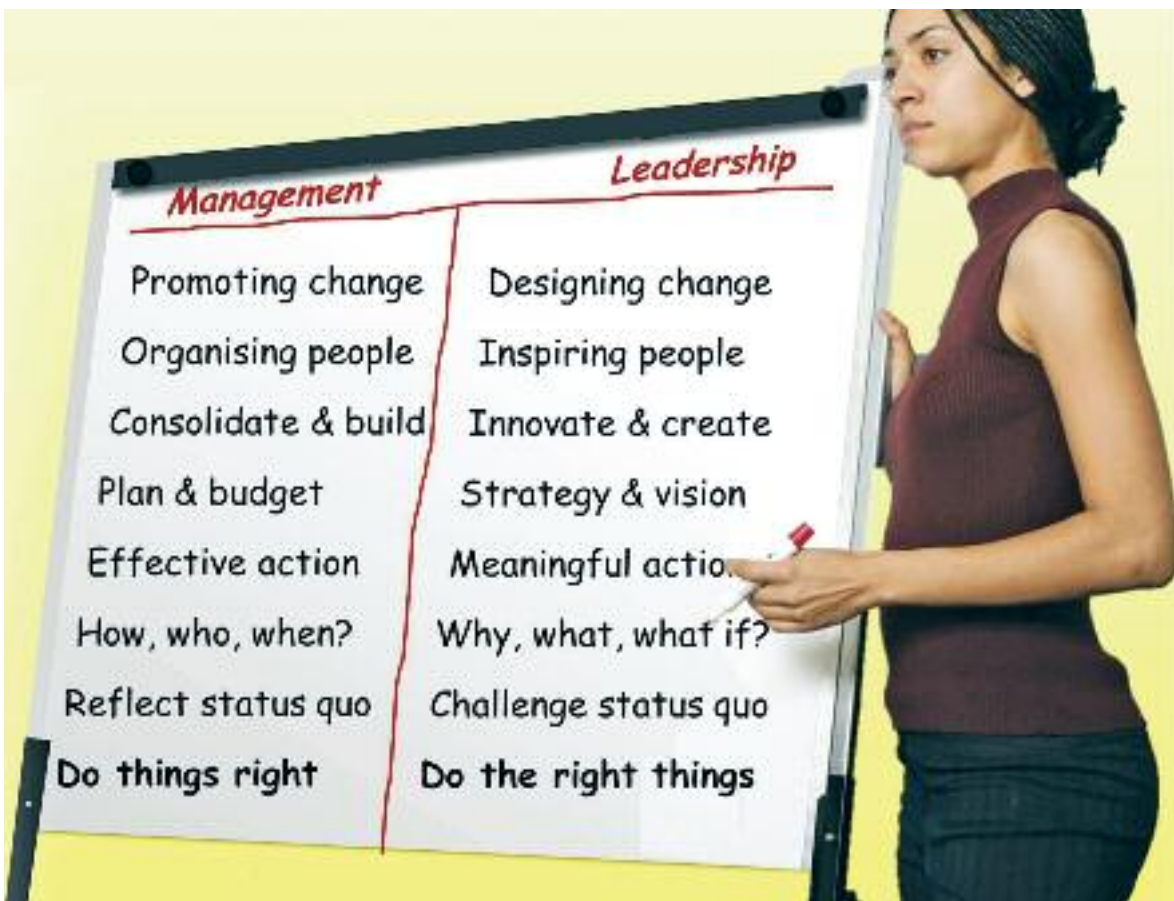 Management Leadership
Promoting change Designing change
Organising people Inspiring people
Consolidate & build Innovate & create
Plan & budget Strategy & vision
Effective action Meaningful actio
How, who, when? Why, what, what if?
Reflect status quo Challenge status quo
Do things right Do the right things